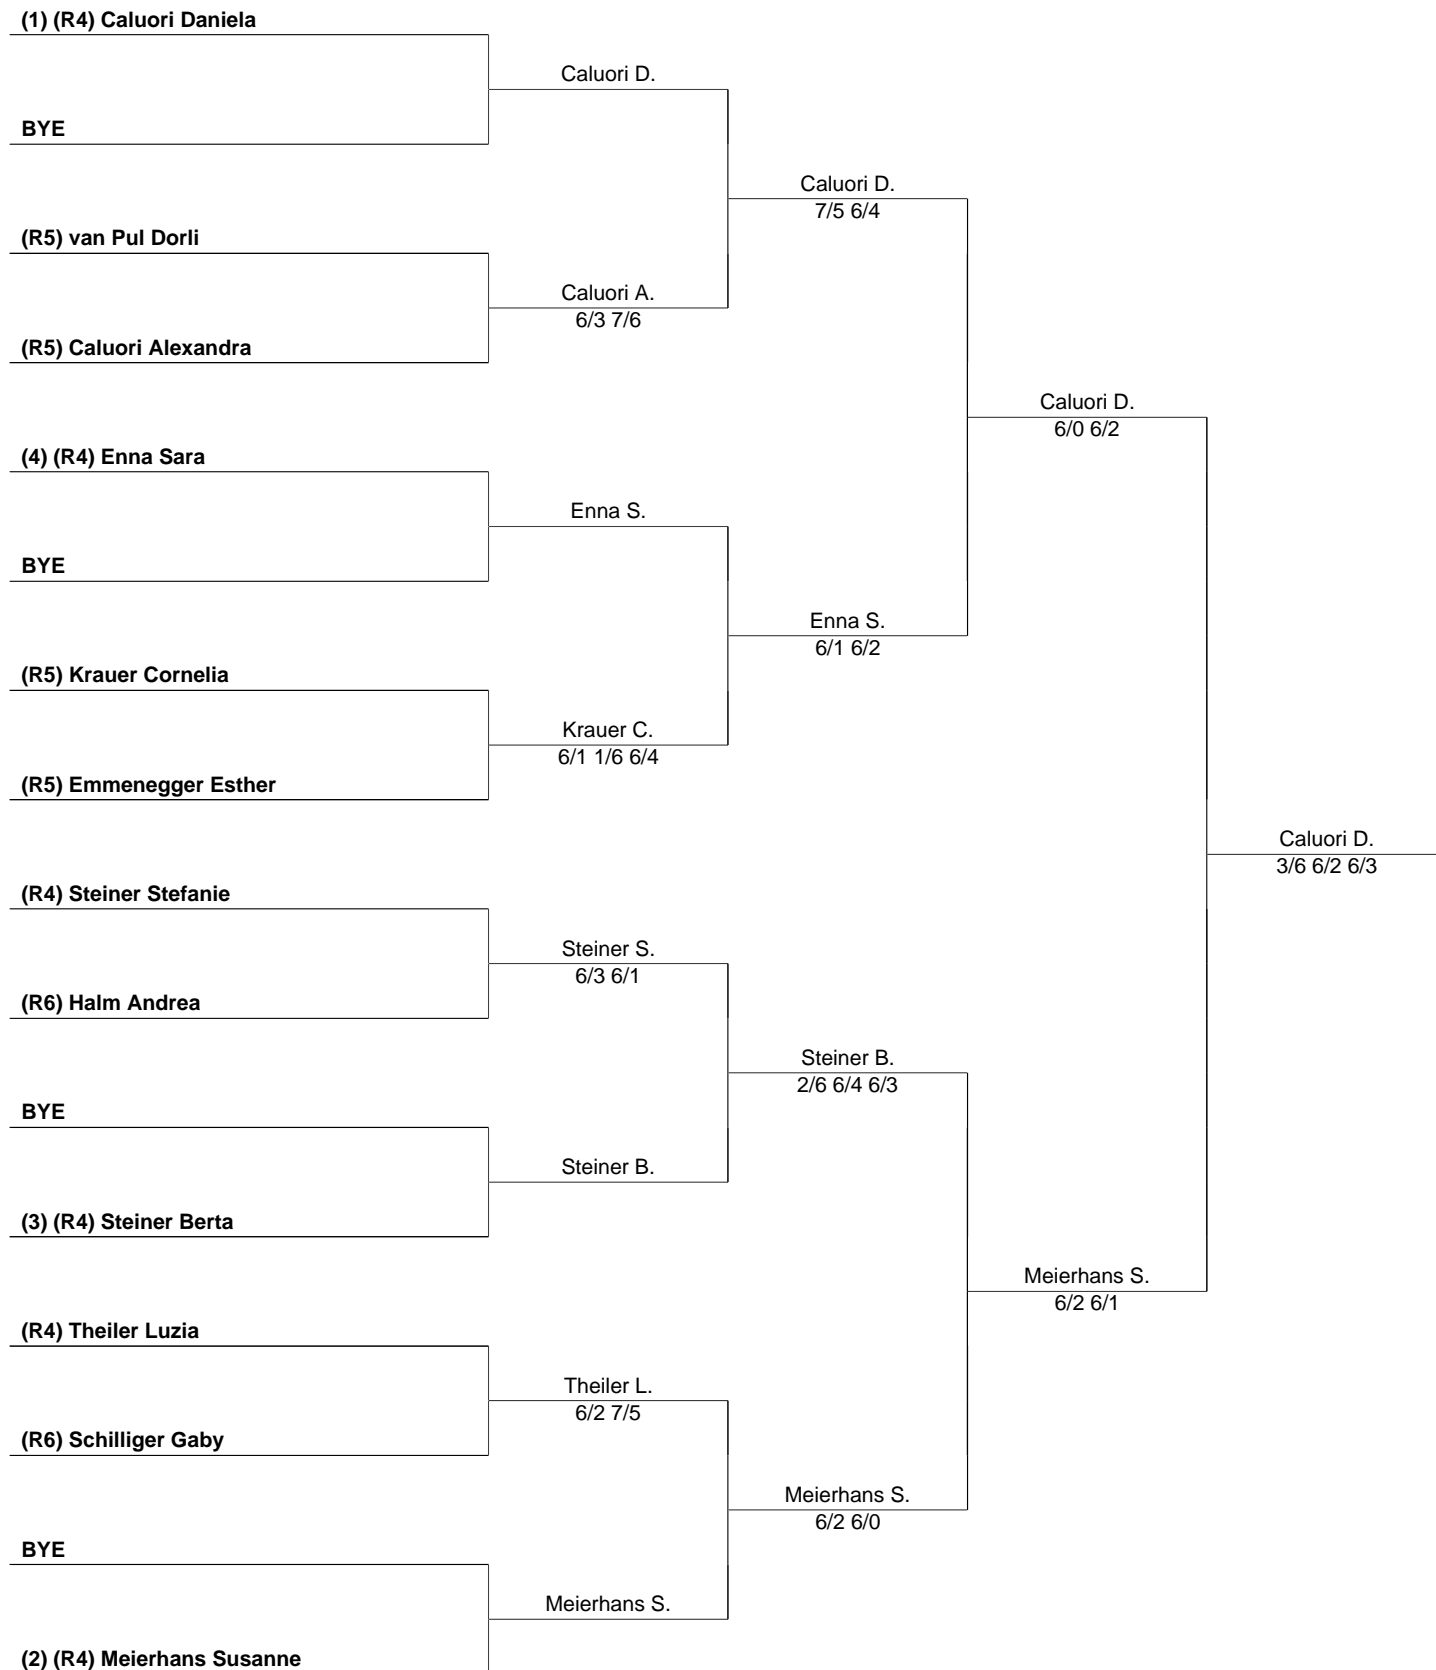 (1) (R4) Caluori Daniela
Caluori D.
BYE
Caluori D.
7/5 6/4
(R5) van Pul Dorli
Caluori A.
6/3 7/6
(R5) Caluori Alexandra
Caluori D.
6/0 6/2
(4) (R4) Enna Sara
Enna S.
BYE
Enna S.
6/1 6/2
(R5) Krauer Cornelia
Krauer C.
6/1 1/6 6/4
(R5) Emmenegger Esther
Caluori D.
3/6 6/2 6/3
(R4) Steiner Stefanie
Steiner S.
6/3 6/1
(R6) Halm Andrea
Steiner B.
2/6 6/4 6/3
BYE
Steiner B.
(3) (R4) Steiner Berta
Meierhans S.
6/2 6/1
(R4) Theiler Luzia
Theiler L.
6/2 7/5
(R6) Schilliger Gaby
Meierhans S.
6/2 6/0
BYE
Meierhans S.
(2) (R4) Meierhans Susanne